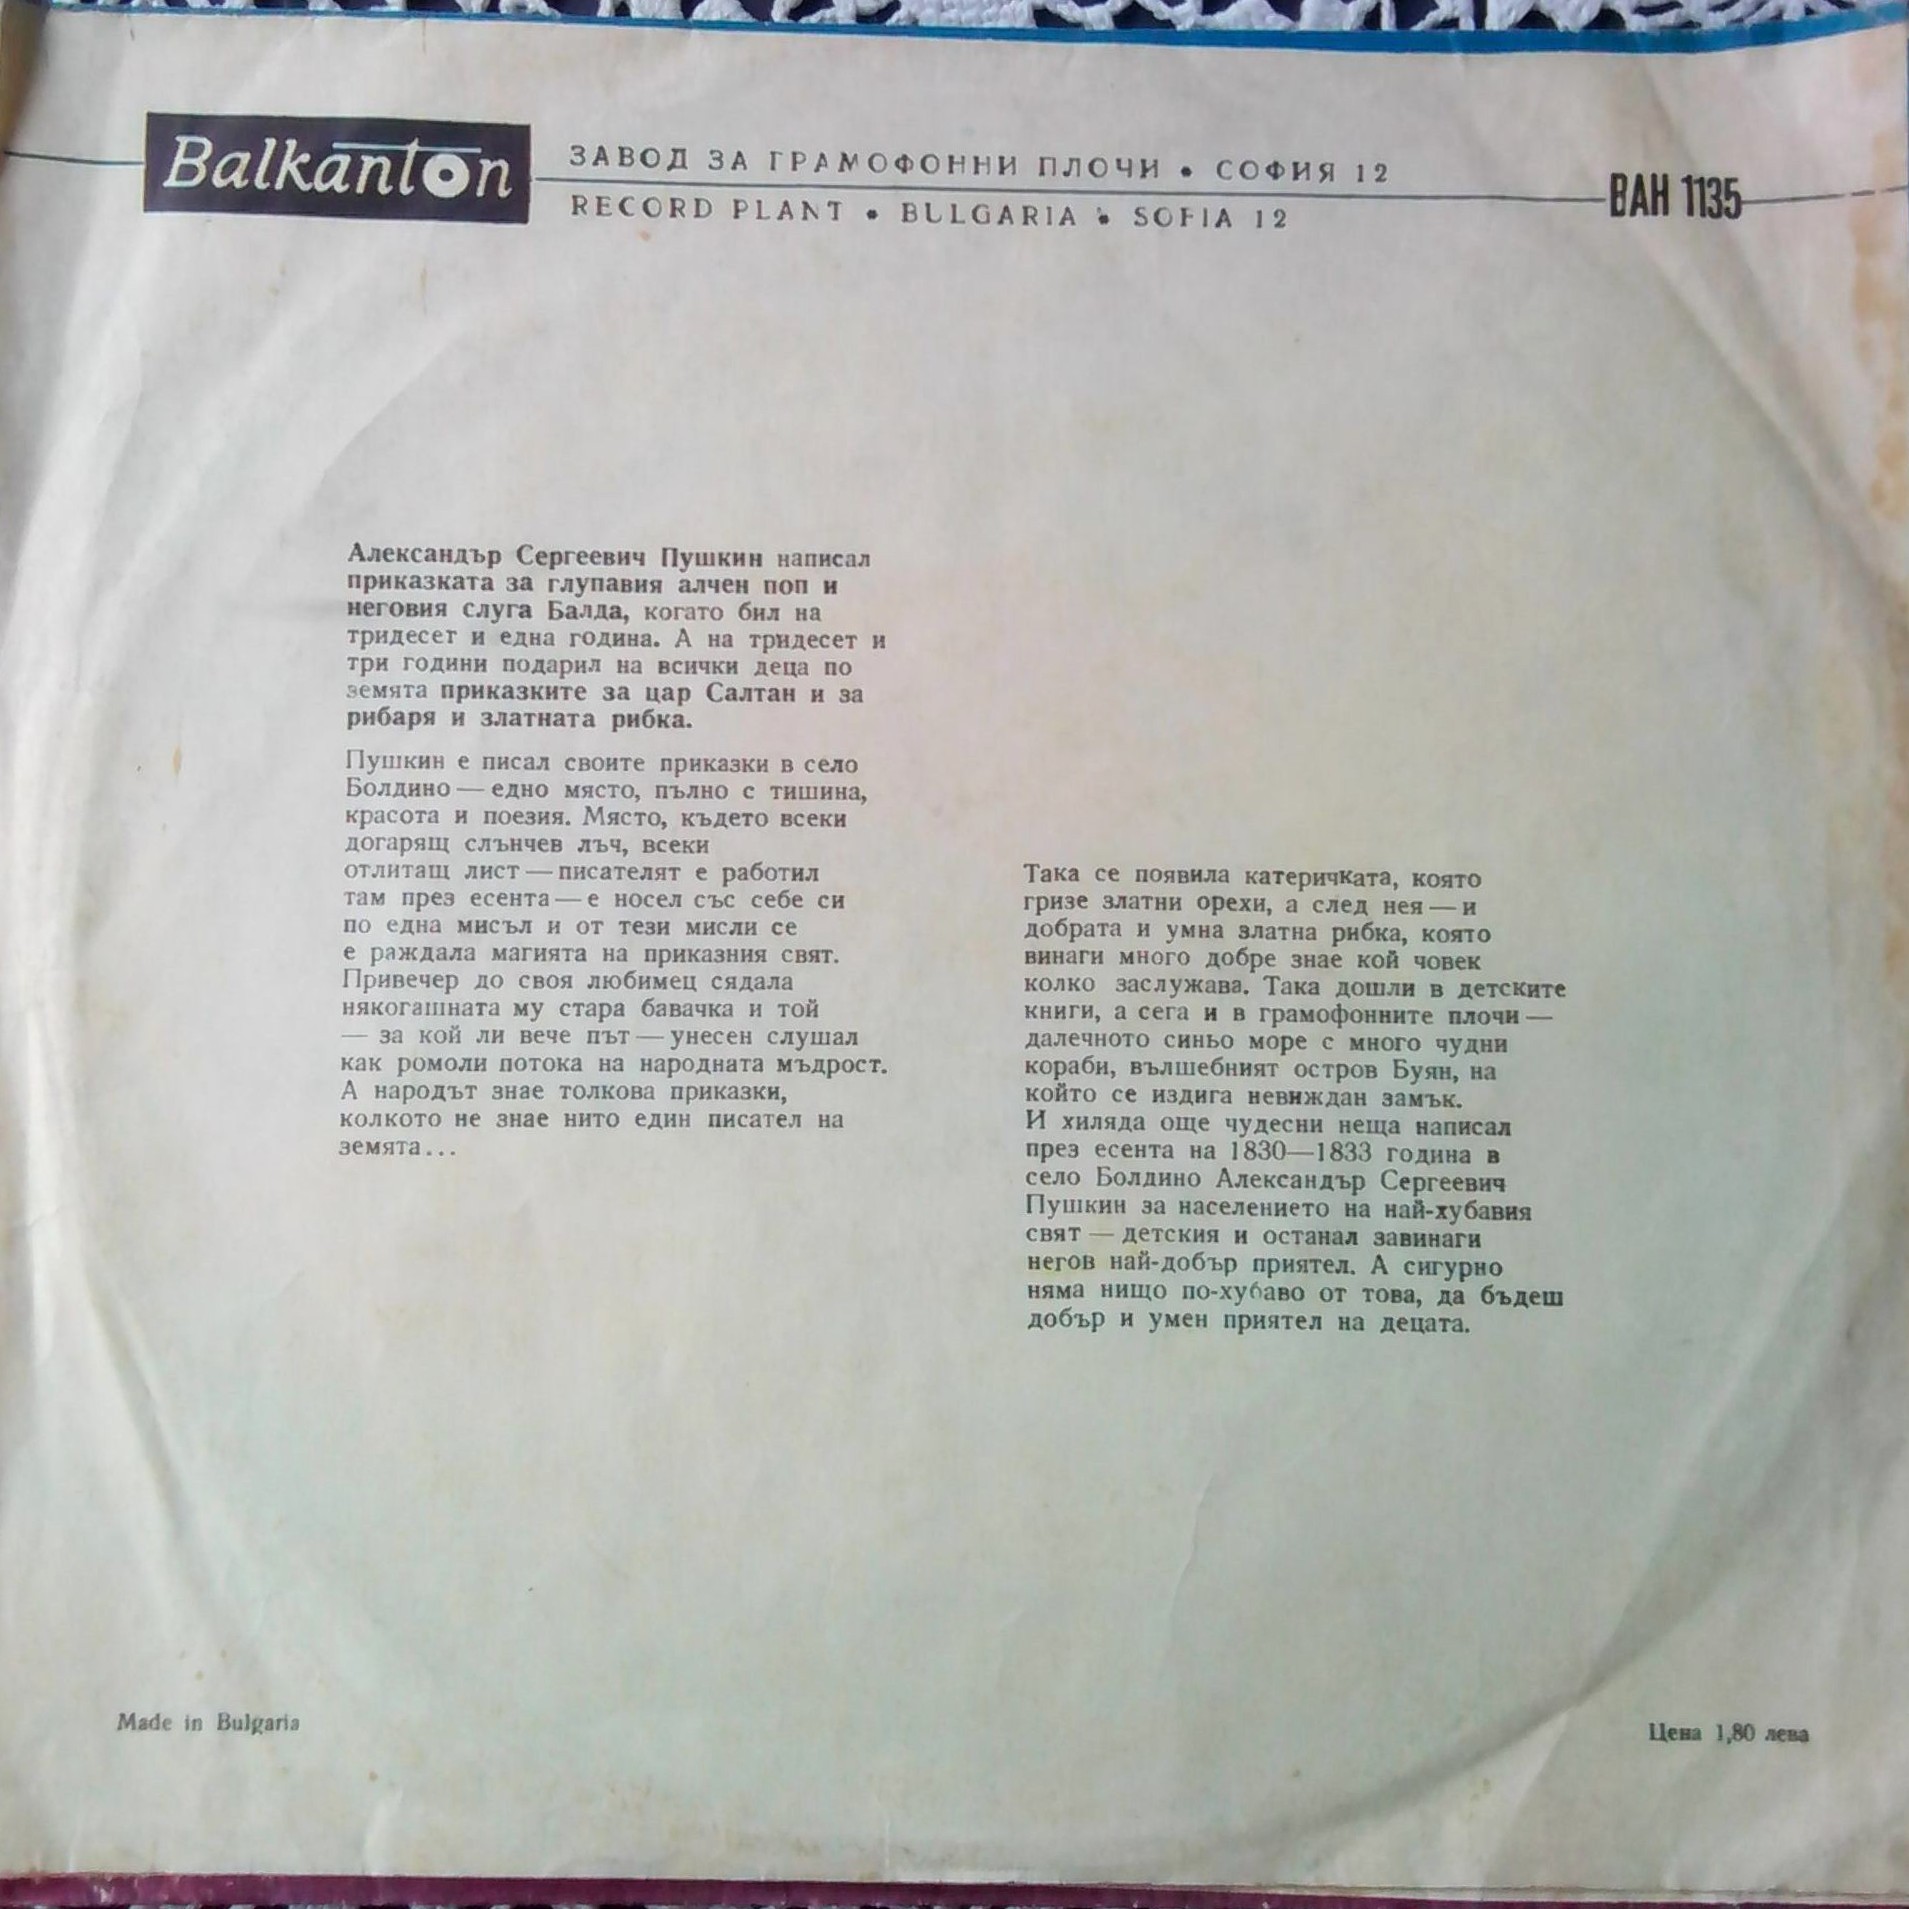 Balkanton
ЗАВОД ЗА ГРАМОФОННИ ПЛОЧИ • СОФИЯ 12
RECORD PLANT • BULGARIA • SOFIA 12
ВАН 1135
Александър Сергеевич Пушкин написал
приказката за глупавия алчен поп и
неговия слуга Балда, когато бил на
тридесет и една година. А на тридесет и
три години подарил на всички деца по
земята приказките за цар Салтан и за
рибаря и златната рибка.
Пушкин е писал своите приказки в село
Болдино — едно място, пълно с тишина,
красота и поезия. Място, където всеки
догарящ слънчев лъч, всеки
отлитащ лист — писателят е работил
там през есента — е носел със себе си
по една мисъл и от тези мисли се
е раждала магията на приказния свят.
Привечер до своя любимец сядала
някогашната му стара бавачка и той
— за кой ли вече път — унесен слушал
как ромоли потока на народната мъдрост.
А народът знае толкова приказки,
колкото не знае нито един писател на
земята...
Така се появила катеричката, която
гризе златни орехи, а след нея — и
добрата и умна златна рибка, която
винаги много добре знае кой човек
колко заслужава. Така дошли в детските
книги, а сега и в грамофонните плочи —
далечното синьо море с много чудни
кораби, вълшебният остров Буян, на
който се издига невиждан замък.
И хиляда още чудесни неща написал
през есента на 1830—1833 година в
село Болдино Александър Сергеевич
Пушкин за населението на най-хубавия
свят — детския и останал завинаги
негов най-добър приятел. А сигурно
няма нищо по-хубаво от това, да бъдеш
добър и умен приятел на децата.
Made in Bulgaria
Цена 1,80 лева